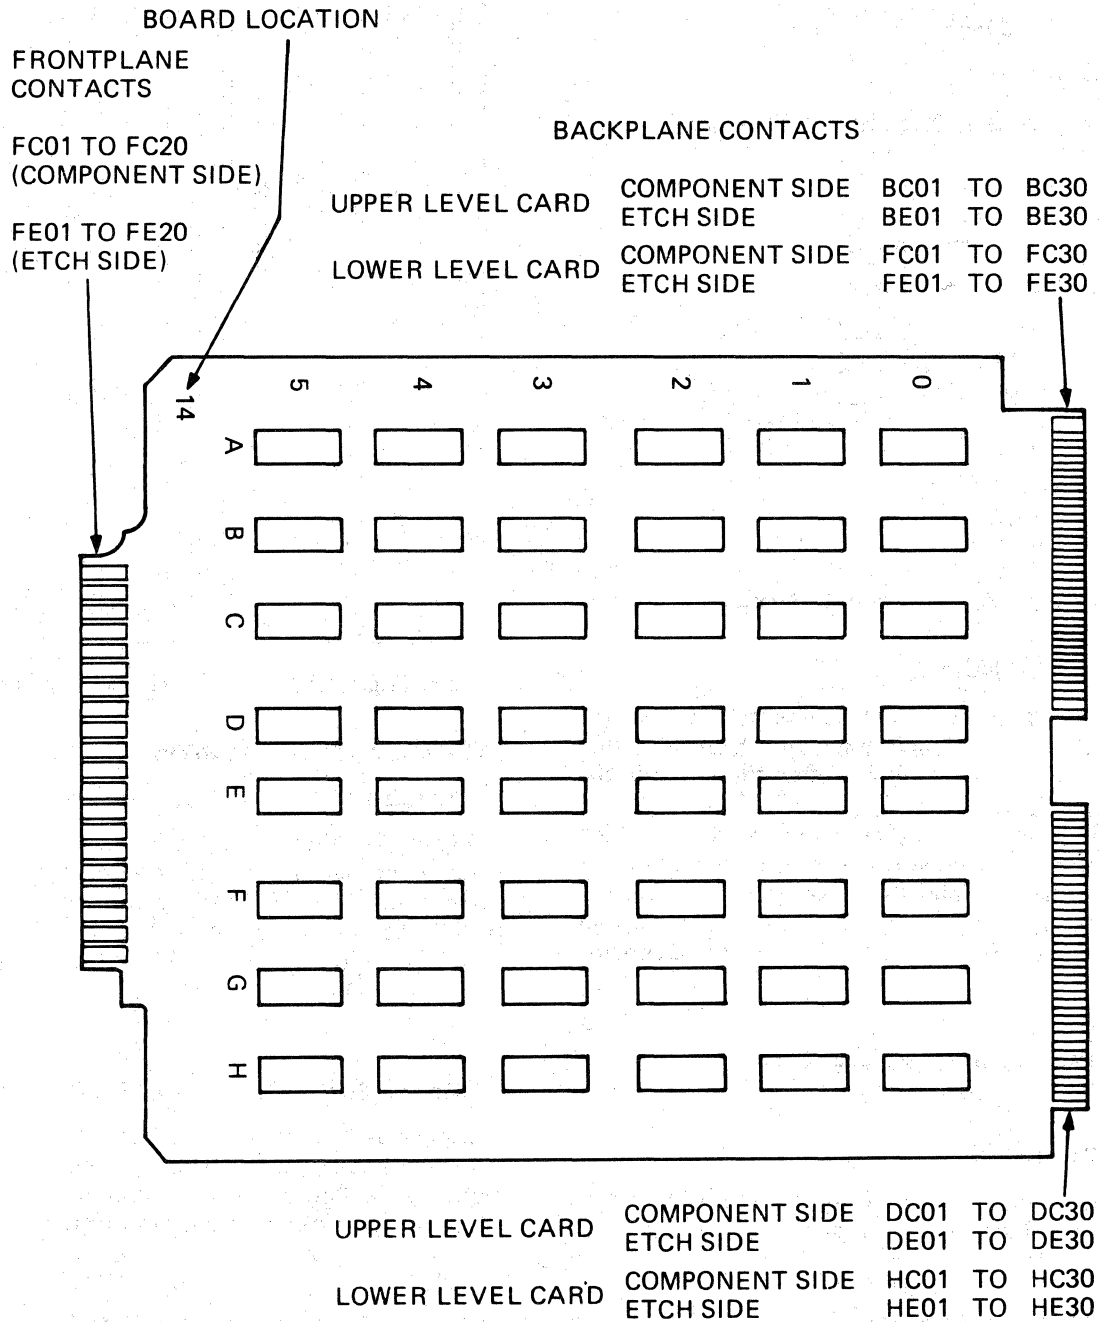 BOARD LOCATION
FRONTPLANE
CONTACTS
FC01 TO FC20
(COMPONENT SIDE)
FE01 TO FE20
(ETCH SIDE)
BACKPLANE CONTACTS
UPPER LEVEL CARD
COMPONENT SIDE BC01 TO BC30
ETCH SIDE BE01 TO BE30
LOWER LEVEL CARD
COMPONENT SIDE FC01 TO FC30
ETCH SIDE FE01 TO FE30
14
5 4 3 2 1 0
A
B
C
D
E
F
G
H
UPPER LEVEL CARD
COMPONENT SIDE DC01 TO DC30
ETCH SIDE DE01 TO DE30
LOWER LEVEL CARD
COMPONENT SIDE HC01 TO HC30
ETCH SIDE HE01 TO HE30